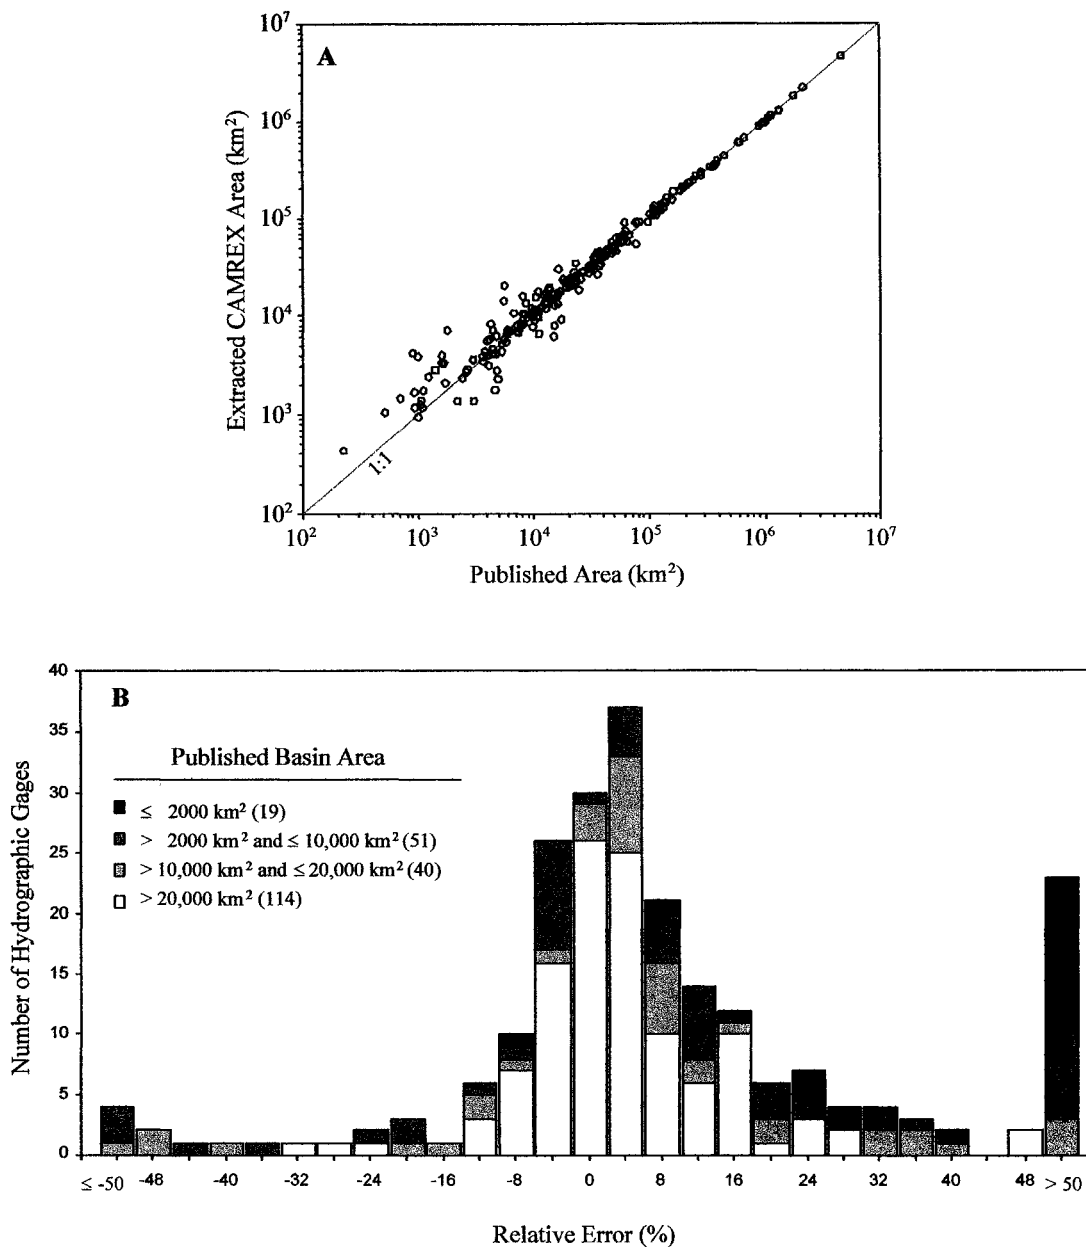 A
Extracted CAMREX Area (km²)
10⁷
10⁶
10⁵
10⁴
10³
10²
1:1
10² 10³ 10⁴ 10⁵ 10⁶ 10⁷
Published Area (km²)
B
Number of Hydrographic Gages
40
35
30
25
20
15
10
5
0
Published Basin Area
≤ 2000 km² (19)
> 2000 km² and ≤ 10,000 km² (51)
> 10,000 km² and ≤ 20,000 km² (40)
> 20,000 km² (114)
≤ -50 -48 -40 -32 -24 -16 -8 0 8 16 24 32 40 48 > 50
Relative Error (%)